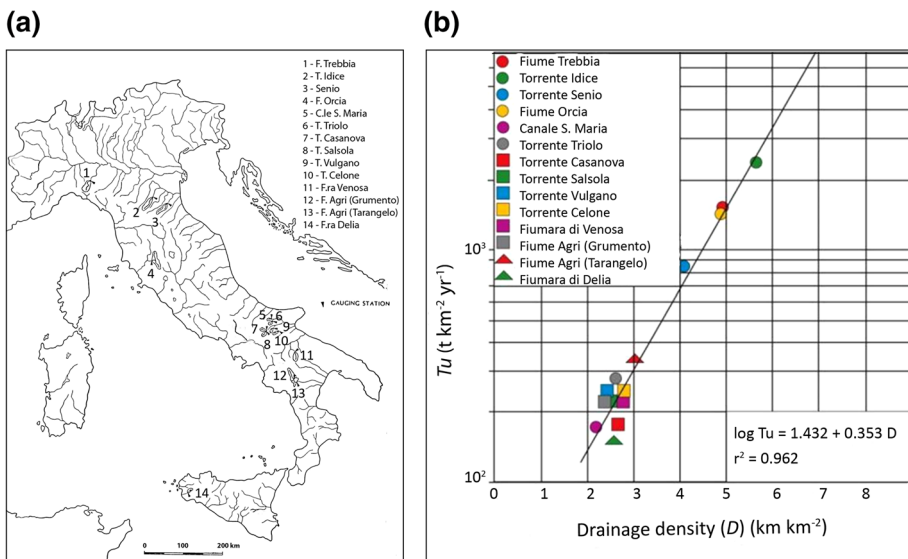 (a)
1 - F. Trebbia
2 - T. Idice
3 - Senio
4 - F. Orcia
5 - C.le S. Maria
6 - T. Triolo
7 - T. Casanova
8 - T. Salsola
9 - T. Vulgano
10 - T. Celone
11 - F.ra Venosa
12 - F. Agri (Grumento)
13 - F. Agri (Tarangelo)
14 - F.ra Delia
1
2
3
4
GAUGING STATION
5 6
7 9
8 10
11
12
13
14
0 100 200 km
(b)
Fiume Trebbia
Torrente Idice
Torrente Senio
Fiume Orcia
Canale S. Maria
Torrente Triolo
Torrente Casanova
Torrente Salsola
Torrente Vulgano
Torrente Celone
Fiumara di Venosa
Fiume Agri (Grumento)
Fiume Agri (Tarangelo)
Fiumara di Delia
10³
Tu (t km⁻² yr⁻¹)
10²
log Tu = 1.432 + 0.353 D
r² = 0.962
0 1 2 3 4 5 6 7 8
Drainage density (D) (km km⁻²)